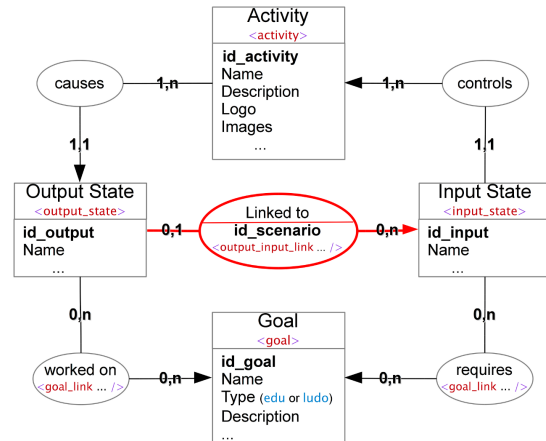 Activity
<activity>
id_activity
Name
Description
Logo
Images
...
causes
1,n
1,n
controls
1,1
1,1
Output State
<output_state>
id_output
Name
...
0,1
Linked to
id_scenario
<output_input_link ... />
0,n
Input State
<input_state>
id_input
Name
...
0,n
0,n
Goal
<goal>
id_goal
Name
Type (edu or ludo)
Description
...
worked on
<goal_link ... />
0,n
0,n
requires
<goal_link ... />